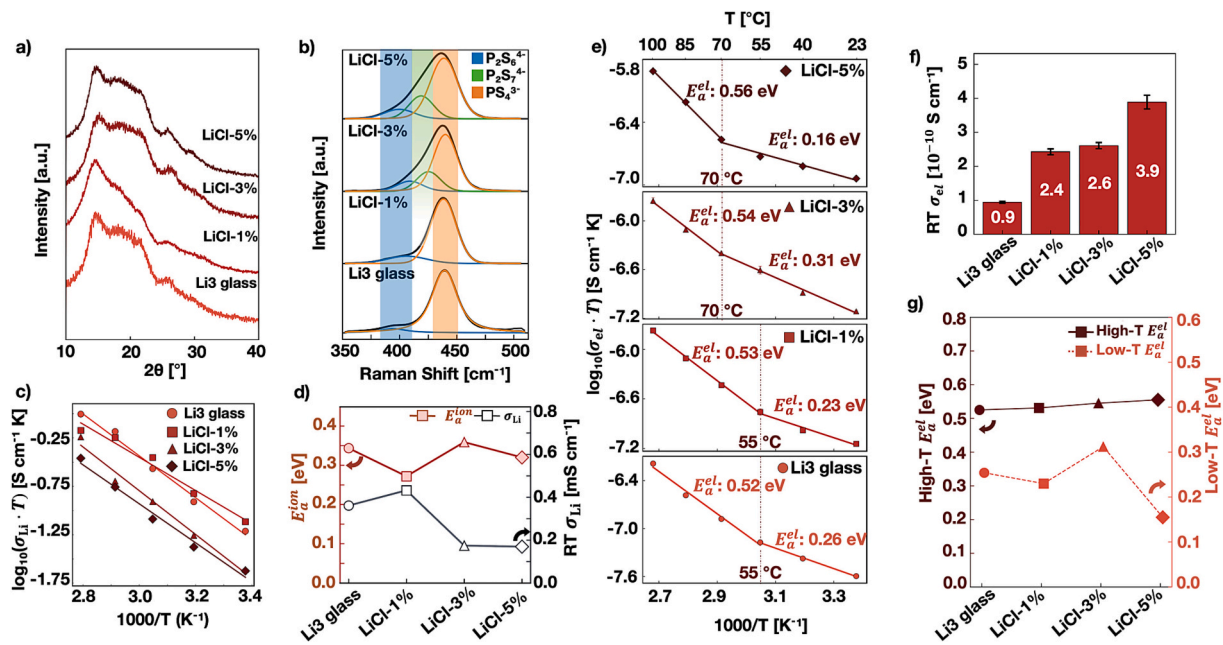 a)
Intensity [a.u.]
LiCl-5%
LiCl-3%
LiCl-1%
Li3 glass
10 20 30 40
2θ [°]
b)
Intensity [a.u.]
LiCl-5%
P₂S₆⁴⁻
P₂S₇⁴⁻
PS₄³⁻
LiCl-3%
LiCl-1%
Li3 glass
350 400 450 500
Raman Shift [cm⁻¹]
c)
log₁₀(σLi · T) [S cm⁻¹ K]
-0.25
-0.75
-1.25
-1.75
Li3 glass
LiCl-1%
LiCl-3%
LiCl-5%
2.8 3.0 3.2 3.4
1000/T (K⁻¹)
d)
Eₐⁱᵒⁿ [eV]
0.4
0.3
0.2
0.1
0.0
Eₐⁱᵒⁿ σLi
0.8
0.6
0.4
0.2
0.0
RT σLi [mS cm⁻¹]
Li3 glass LiCl-1% LiCl-3% LiCl-5%
e)
T [°C]
100 85 70 55 40 23
log₁₀(σel · T) [S cm⁻¹ K]
-5.8
-6.4
-7.0
LiCl-5%
Eₐᵉˡ: 0.56 eV
Eₐᵉˡ: 0.16 eV
70 °C
-6.0
-6.6
-7.2
LiCl-3%
Eₐᵉˡ: 0.54 eV
Eₐᵉˡ: 0.31 eV
70 °C
-6.0
-6.6
-7.2
LiCl-1%
Eₐᵉˡ: 0.53 eV
Eₐᵉˡ: 0.23 eV
55 °C
-6.4
-7.0
-7.6
Li3 glass
Eₐᵉˡ: 0.52 eV
Eₐᵉˡ: 0.26 eV
55 °C
2.7 2.8 2.9 3.0 3.1 3.2 3.3
1000/T [K⁻¹]
f)
RT σel [10⁻¹⁰ S cm⁻¹]
5
4
3
2
1
0
0.9
2.4
2.6
3.9
Li3 glass LiCl-1% LiCl-3% LiCl-5%
g)
High-T Eₐᵉˡ [eV]
0.8
0.7
0.6
0.5
0.4
0.3
0.2
0.1
0.0
High-T Eₐᵉˡ
Low-T Eₐᵉˡ
0.6
0.5
0.4
0.3
0.2
0.1
0.0
Low-T Eₐᵉˡ [eV]
Li3 glass LiCl-1% LiCl-3% LiCl-5%